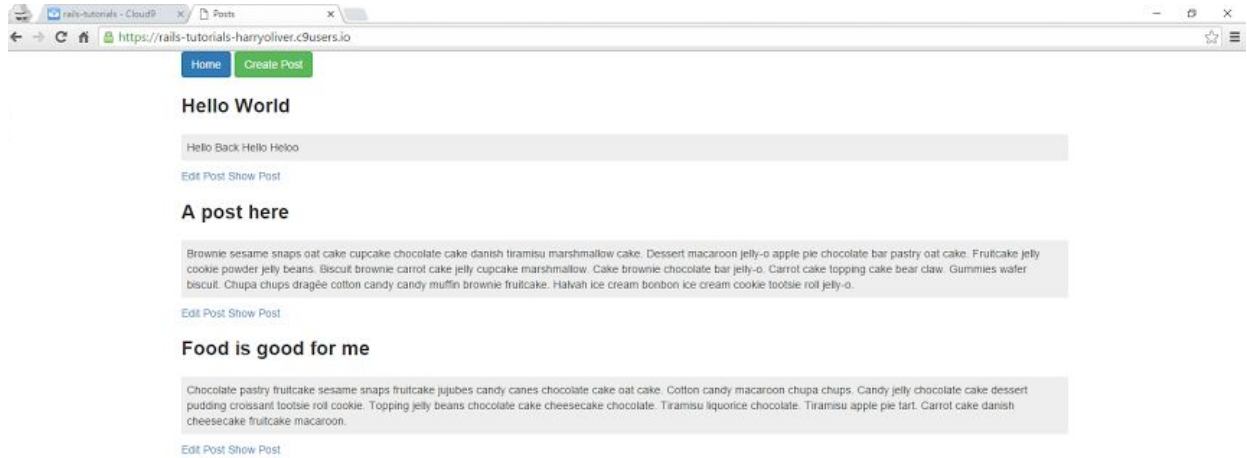 rails-tutorials - Cloud9
Posts
https://rails-tutorials-harryoliver.c9users.io
Home Create Post
Hello World
Hello Back Hello Heloo
Edit Post Show Post
A post here
Brownie sesame snaps oat cake cupcake chocolate cake danish tiramisu marshmallow cake. Dessert macaroon jelly-o apple pie chocolate bar pastry oat cake. Fruitcake jelly
cookie powder jelly beans. Biscuit brownie carrot cake jelly cupcake marshmallow. Cake brownie chocolate bar jelly-o. Carrot cake topping cake bear claw. Gummies wafer
biscuit. Chupa chups dragée cotton candy candy muffin brownie fruitcake. Halvah ice cream bonbon ice cream cookie tootsie roll jelly-o.
Edit Post Show Post
Food is good for me
Chocolate pastry fruitcake sesame snaps fruitcake jujubes candy canes chocolate cake oat cake. Cotton candy macaroon chupa chups. Candy jelly chocolate cake dessert
pudding croissant tootsie roll cookie. Topping jelly beans chocolate cake cheesecake chocolate. Tiramisu liquorice chocolate. Tiramisu apple pie tart. Carrot cake danish
cheesecake fruitcake macaroon.
Edit Post Show Post